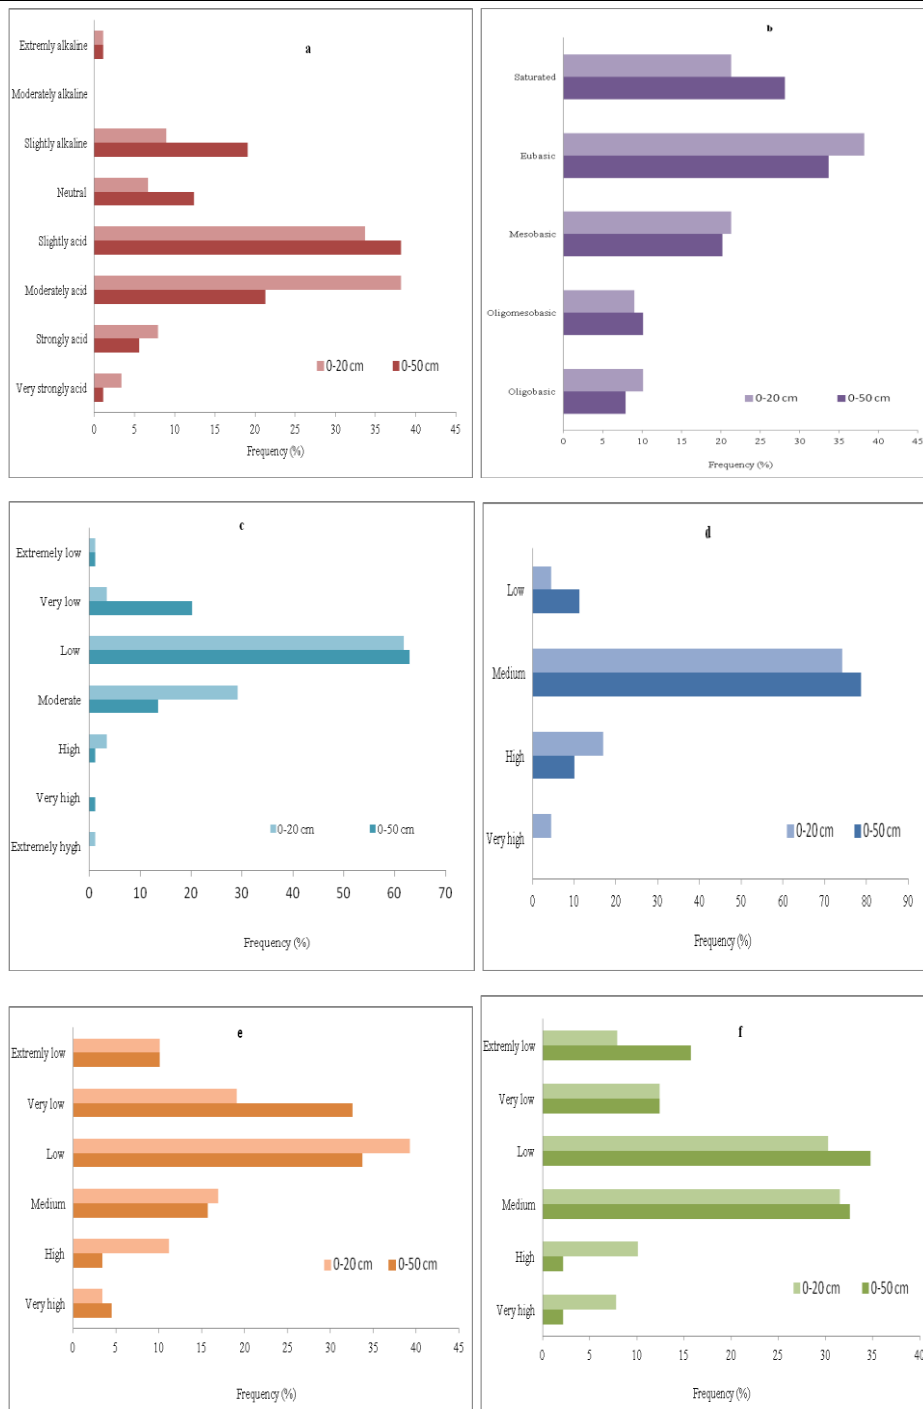 a
Extremly alkaline
Moderately alkaline
Slightly alkaline
Neutral
Slightly acid
Moderately acid
Strongly acid
Very strongly acid
0-20 cm 0-50 cm
0 5 10 15 20 25 30 35 40 45
Frequency (%)
b
Saturated
Eubasic
Mesobasic
Oligomesobasic
Oligobasic
0-20 cm 0-50 cm
0 5 10 15 20 25 30 35 40 45
Frequency (%)
c
Extremely low
Very low
Low
Moderate
High
Very high
Extremely hygh
0-20 cm 0-50 cm
0 10 20 30 40 50 60 70
Frequency (%)
d
Low
Medium
High
Very high
0-20 cm 0-50 cm
0 10 20 30 40 50 60 70 80 90
Frequency (%)
e
Extremly low
Very low
Low
Medium
High
Very high
0-20 cm 0-50 cm
0 5 10 15 20 25 30 35 40 45
Frequency (%)
f
Extremly low
Very low
Low
Medium
High
Very high
0-20 cm 0-50 cm
0 5 10 15 20 25 30 35 40
Frequency (%)